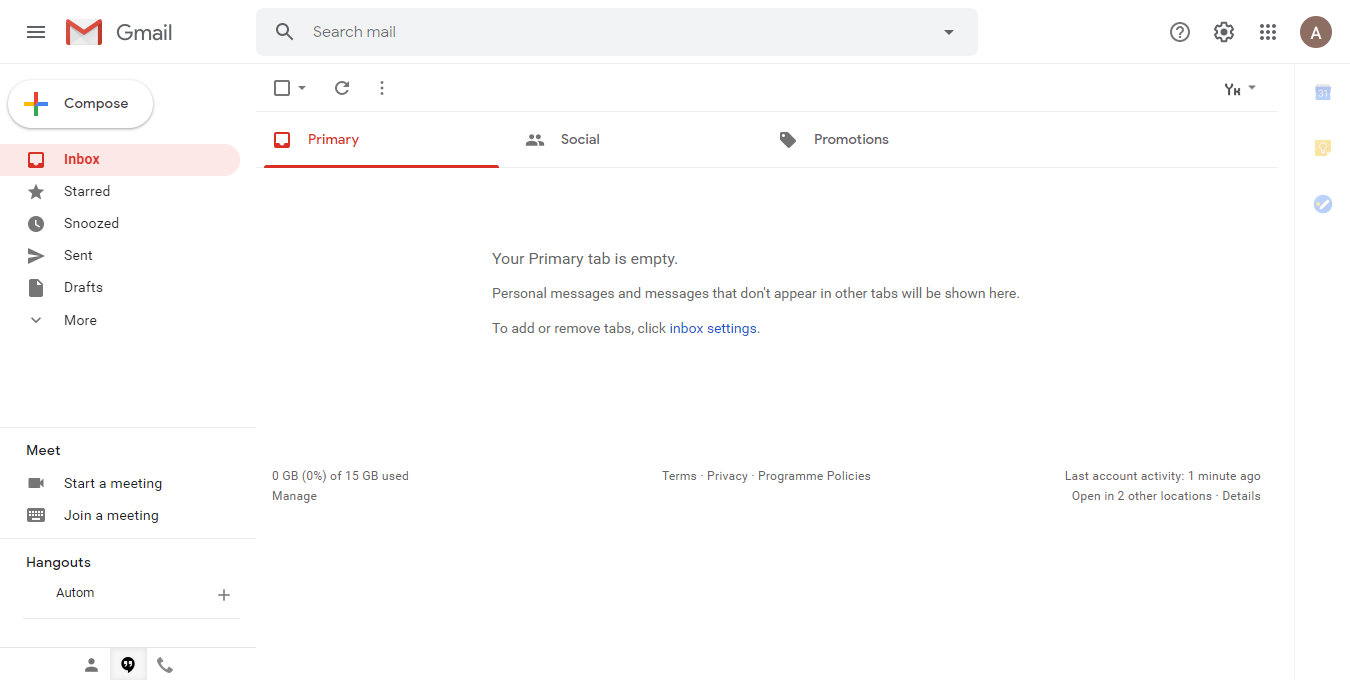 Gmail
Search mail
A
Compose
Inbox
Starred
Snoozed
Sent
Drafts
More
Primary
Social
Promotions
31
Your Primary tab is empty.
Personal messages and messages that don't appear in other tabs will be shown here.
To add or remove tabs, click inbox settings.
0 GB (0%) of 15 GB used
Manage
Terms · Privacy · Programme Policies
Last account activity: 1 minute ago
Open in 2 other locations · Details
Meet
Start a meeting
Join a meeting
Hangouts
Autom